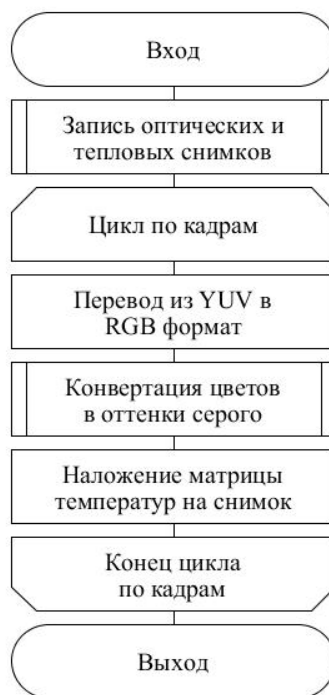 Вход
Запись оптических и
тепловых снимков
Цикл по кадрам
Перевод из YUV в
RGB формат
Конвертация цветов
в оттенки серого
Наложение матрицы
температур на снимок
Конец цикла
по кадрам
Выход